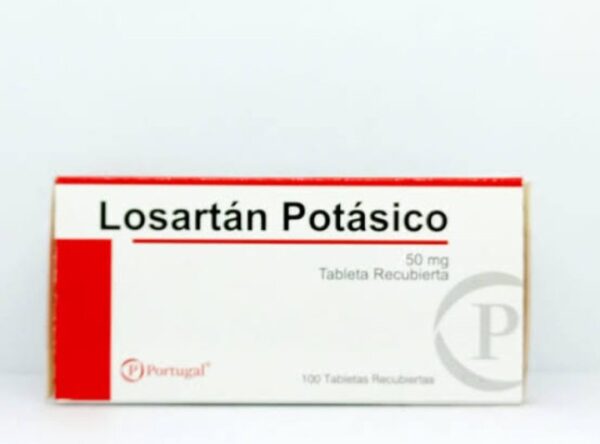 Losartán Potásico
50 mg
Tableta Recubierta
P
P Portugal®
100 Tabletas Recubiertas